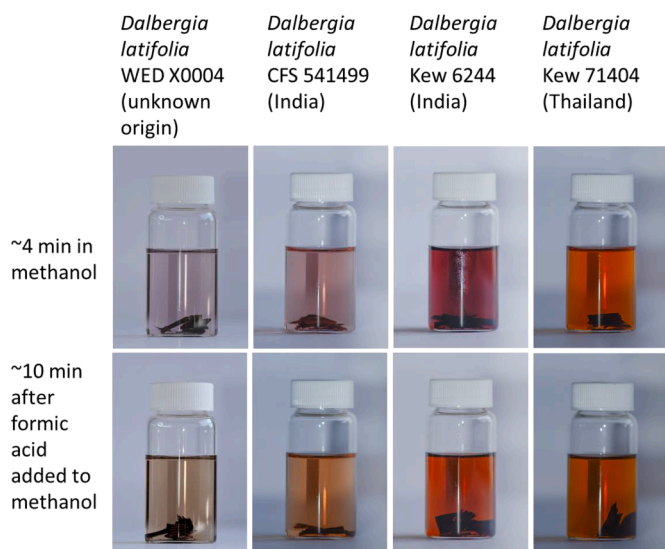 Dalbergia
latifolia
WED X0004
(unknown
origin)
Dalbergia
latifolia
CFS 541499
(India)
Dalbergia
latifolia
Kew 6244
(India)
Dalbergia
latifolia
Kew 71404
(Thailand)
~4 min in
methanol
~10 min
after
formic
acid
added to
methanol